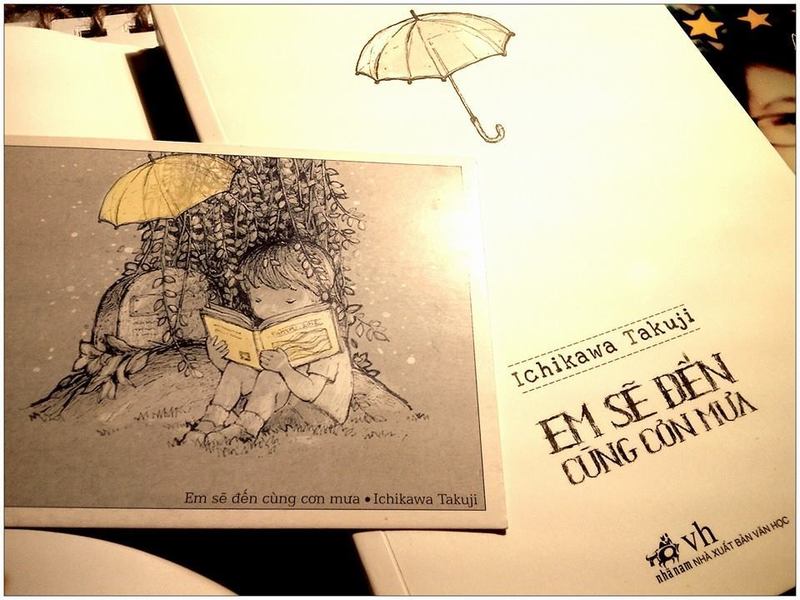 Em sẽ đến cùng cơn mưa • Ichikawa Takuji
Ichikawa Takuji
EM SẼ ĐẾN
CÙNG CƠN MƯA
nhã nam
vh
NHÀ XUẤT BẢN VĂN HỌC